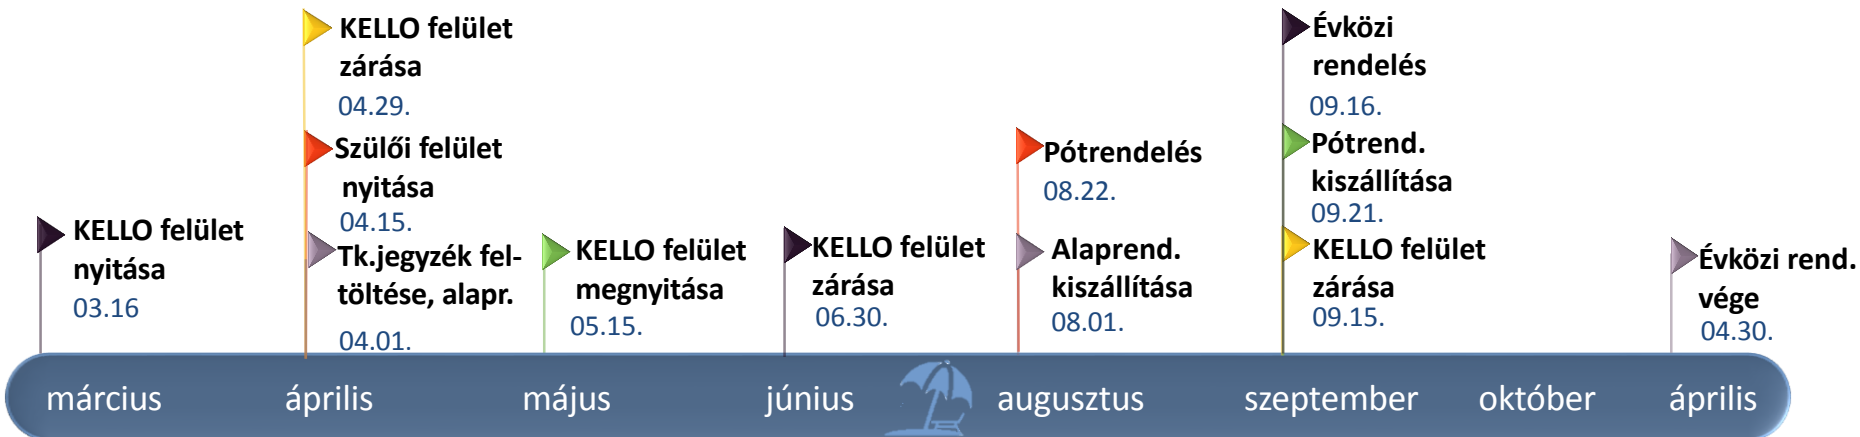 KELLO felület
nyitása
03.16
KELLO felület
zárása
04.29.
Szülői felület
nyitása
04.15.
Tk.jegyzék fel-
töltése, alapr.
04.01.
KELLO felület
megnyitása
05.15.
KELLO felület
zárása
06.30.
Pótrendelés
08.22.
Alaprend.
kiszállítása
08.01.
Évközi
rendelés
09.16.
Pótrend.
kiszállítása
09.21.
KELLO felület
zárása
09.15.
Évközi rend.
vége
04.30.
március
április
május
június
augusztus
szeptember
október
április